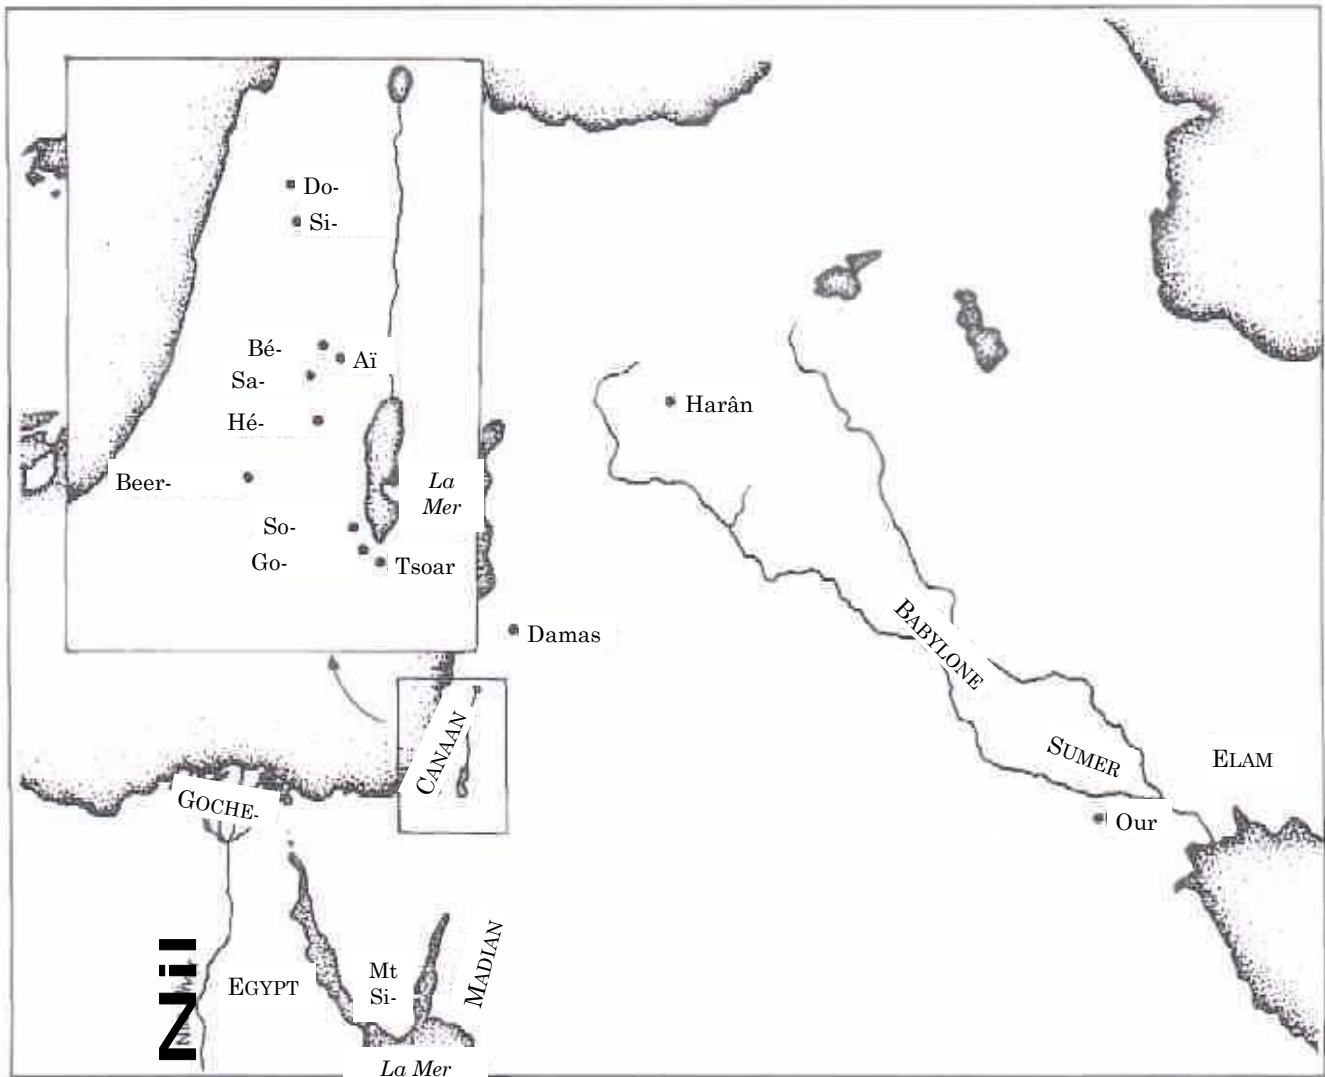 Do-
Si-
Bé-
Aï
Sa-
Hé-
Beer-
La
Mer
So-
Go-
Tsoar
Harân
Damas
BABYLONE
CANAAN
SUMER
ELAM
GOCHE-
Our
Nil
EGYPT
Mt
Si-
MADIAN
La Mer